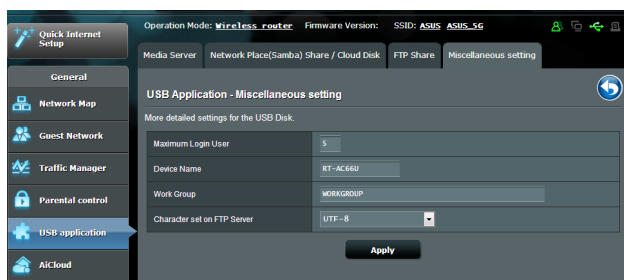 Quick Internet Setup
Operation Mode: Wireless router Firmware Version: SSID: ASUS ASUS_5G
Media Server Network Place(Samba) Share / Cloud Disk FTP Share Miscellaneous setting
General
Network Map
Guest Network
Traffic Manager
Parental control
USB application
AiCloud
USB Application - Miscellaneous setting
More detailed settings for the USB Disk.
Maximum Login User 5
Device Name RT-AC66U
Work Group WORKGROUP
Character set on FTP Server UTF-8
Apply